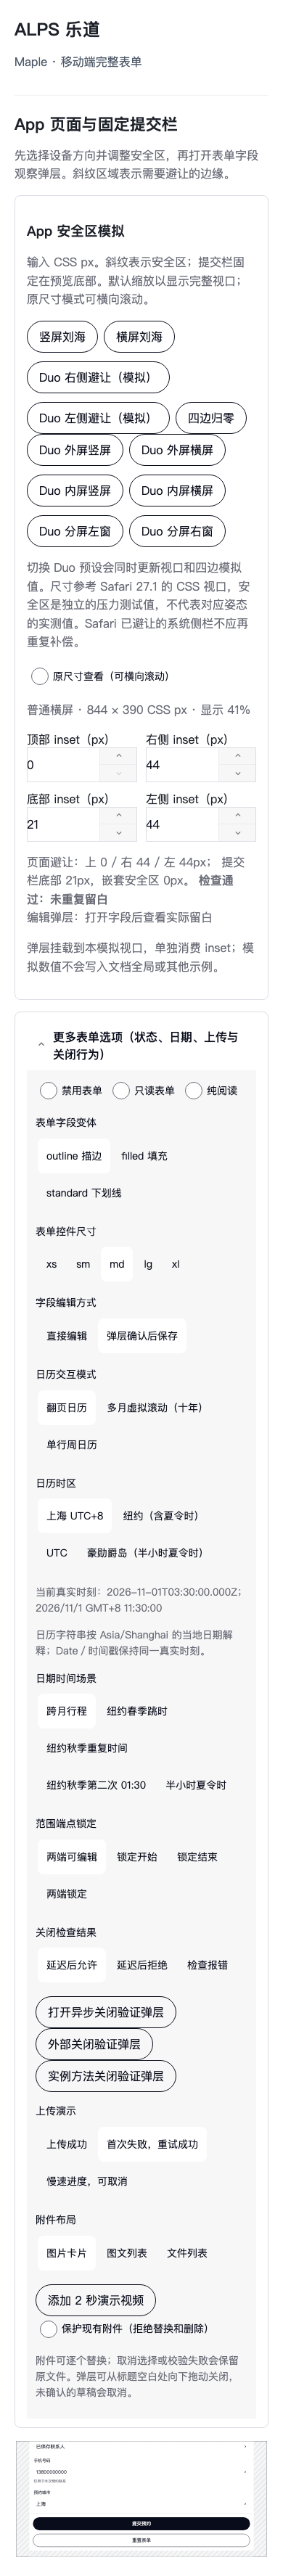 ALPS 乐道
Maple · 移动端完整表单
App 页面与固定提交栏
先选择设备方向并调整安全区，再打开表单字段
观察弹层。斜纹区域表示需要避让的边缘。
App 安全区模拟
输入 CSS px。斜纹表示安全区；提交栏固
定在预览底部。默认缩放以显示完整视口；
原尺寸模式可横向滚动。
竖屏刘海 横屏刘海
Duo 右侧避让（模拟）
Duo 左侧避让（模拟） 四边归零
Duo 外屏竖屏 Duo 外屏横屏
Duo 内屏竖屏 Duo 内屏横屏
Duo 分屏左窗 Duo 分屏右窗
切换 Duo 预设会同时更新视口和四边模拟
值。尺寸参考 Safari 27.1 的 CSS 视口，安
全区是独立的压力测试值，不代表对应姿态
的实测值。Safari 已避让的系统侧栏不应再
重复补偿。
原尺寸查看（可横向滚动）
普通横屏 · 844 × 390 CSS px · 显示 41%
顶部 inset（px） 右侧 inset（px）
0 44
底部 inset（px） 左侧 inset（px）
21 44
页面避让：上 0 / 右 44 / 左 44px； 提交
栏底部 21px，嵌套安全区 0px。 检查通
过：未重复留白
编辑弹层：打开字段后查看实际留白
弹层挂载到本模拟视口，单独消费 inset；模
拟数据不会写入文档全局或其他示例。
更多表单选项（状态、日期、上传与
关闭行为）
禁用表单 只读表单 纯阅读
表单字段变体
outline 描边 filled 填充
standard 下划线
表单控件尺寸
xs sm md lg xl
字段编辑方式
直接编辑 弹层确认后保存
日历交互模式
翻页日历 多月虚拟滚动（十年）
单行周日历
日历时区
上海 UTC+8 纽约（含夏令时）
UTC 豪勋爵岛（半小时夏令时）
当前真实时刻：2026-11-01T03:30:00.000Z；
2026/11/1 GMT+8 11:30:00
日历字符串按 Asia/Shanghai 的当地日期解
释；Date / 时间戳保持同一真实时刻。
日期时间场景
跨月行程 纽约春季跳时
纽约秋季重复时间
纽约秋季第二次 01:30 半小时夏令时
范围端点锁定
两端可编辑 锁定开始 锁定结束
两端锁定
关闭检查结果
延迟后允许 延迟后拒绝 检查报错
打开异步关闭验证弹层
外部关闭验证弹层
实例方法关闭验证弹层
上传演示
上传成功 首次失败，重试成功
慢速进度，可取消
附件布局
图片卡片 图文列表 文件列表
添加 2 秒演示视频
保护现有附件（拒绝替换和删除）
附件可逐个替换；取消选择或校验失败会保留
原文件。弹层可从标题空白处向下拖动关闭，
未确认的草稿会取消。
已保存联系人
手机号码
13800000000
预约城市
上海
提交预约
重置表单